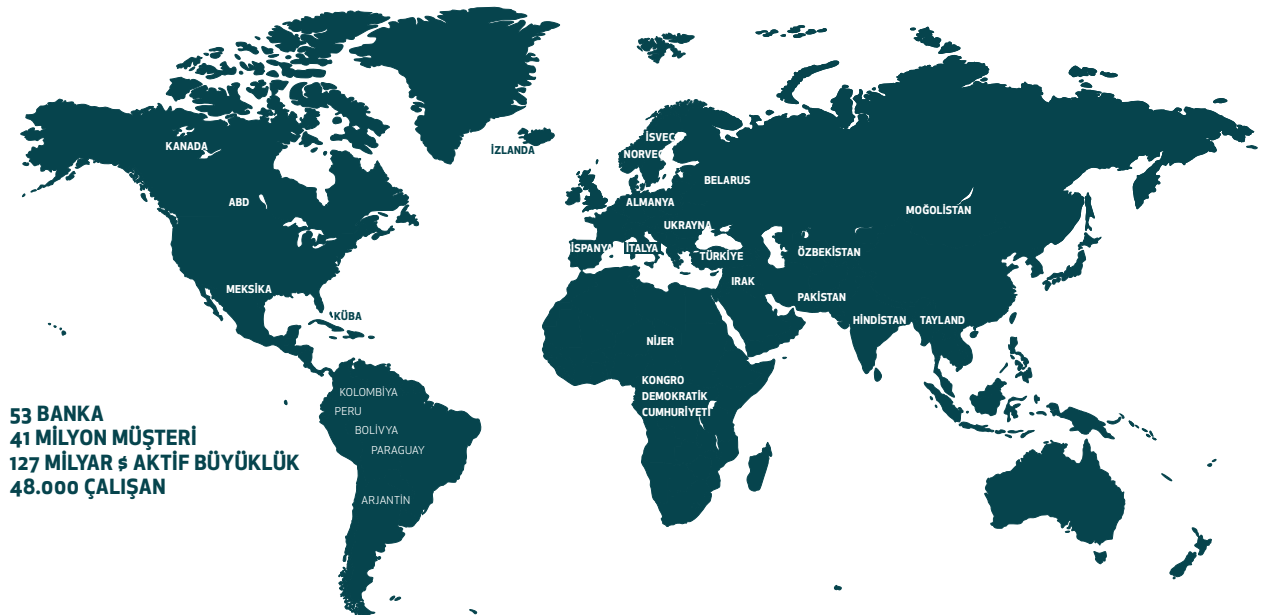 KANADA
İZLANDA
İSVEÇ
NORVEÇ
BELARUS
ABD
ALMANYA
MOĞOLİSTAN
UKRAYNA
İSPANYA
İTALYA
TÜRKİYE
ÖZBEKİSTAN
IRAK
MEKSİKA
PAKİSTAN
KÜBA
HİNDİSTAN
TAYLAND
NİJER
KONGRO
DEMOKRATİK
CUMHURİYETİ
KOLOMBİYA
PERU
BOLİVYA
PARAGUAY
ARJANTİN
53 BANKA
41 MİLYON MÜŞTERİ
127 MİLYAR $ AKTİF BÜYÜKLÜK
48.000 ÇALIŞAN